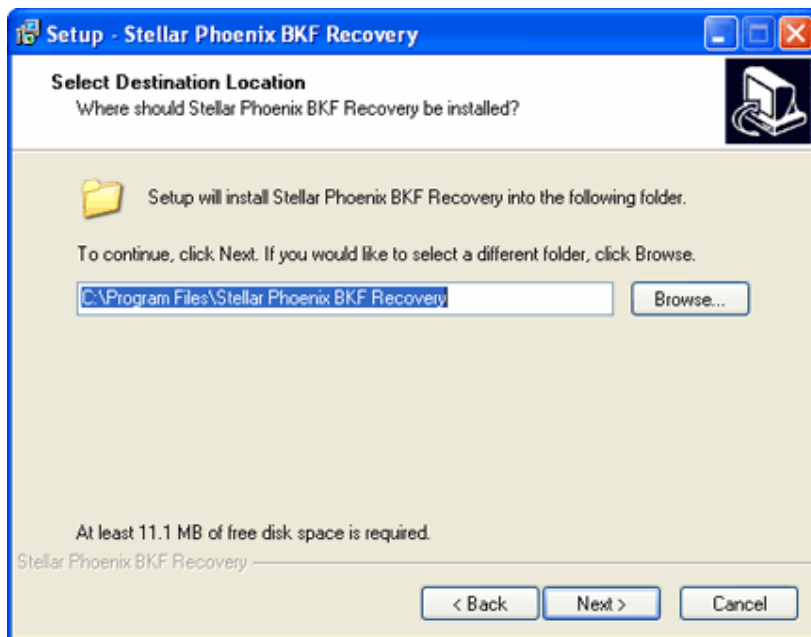 Setup - Stellar Phoenix BKF Recovery
Select Destination Location
Where should Stellar Phoenix BKF Recovery be installed?
Setup will install Stellar Phoenix BKF Recovery into the following folder.
To continue, click Next. If you would like to select a different folder, click Browse.
C:\Program Files\Stellar Phoenix BKF Recovery
Browse...
At least 11.1 MB of free disk space is required.
Stellar Phoenix BKF Recovery
< Back
Next >
Cancel